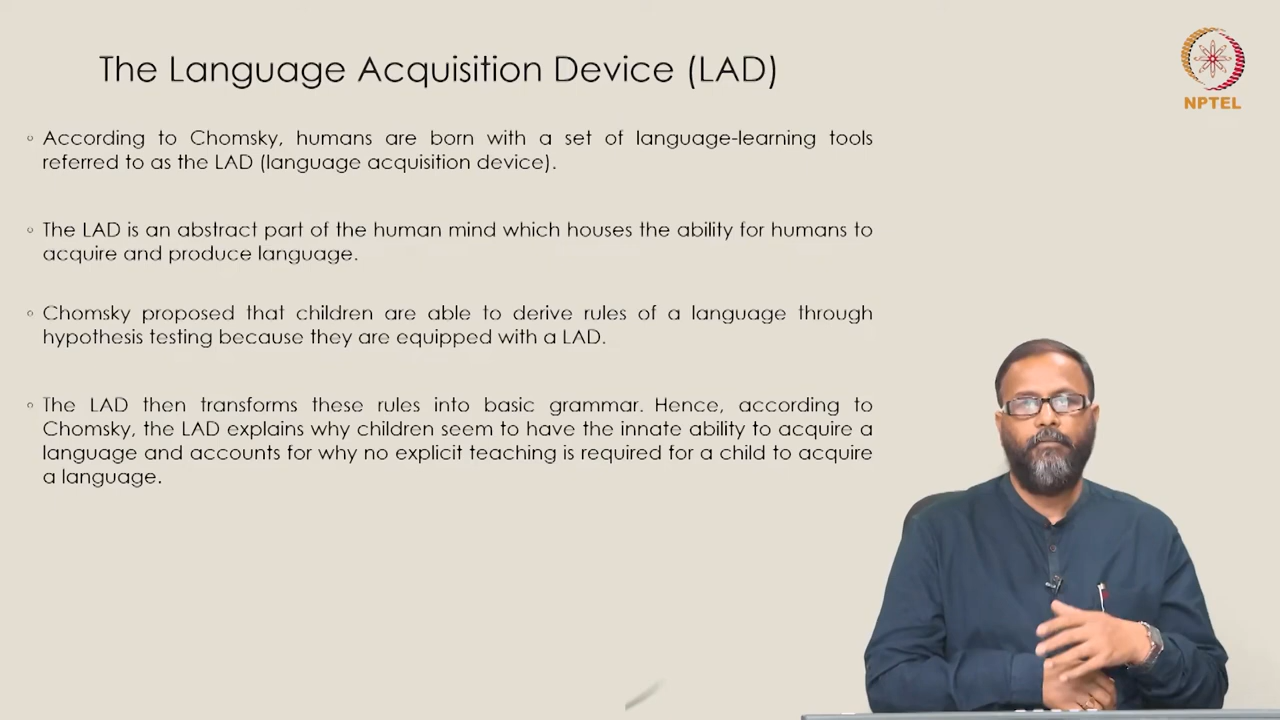 The Language Acquisition Device (LAD)
NPTEL
◦ According to Chomsky, humans are born with a set of language-learning tools
referred to as the LAD (language acquisition device).
◦ The LAD is an abstract part of the human mind which houses the ability for humans to
acquire and produce language.
◦ Chomsky proposed that children are able to derive rules of a language through
hypothesis testing because they are equipped with a LAD.
◦ The LAD then transforms these rules into basic grammar. Hence, according to
Chomsky, the LAD explains why children seem to have the innate ability to acquire a
language and accounts for why no explicit teaching is required for a child to acquire
a language.